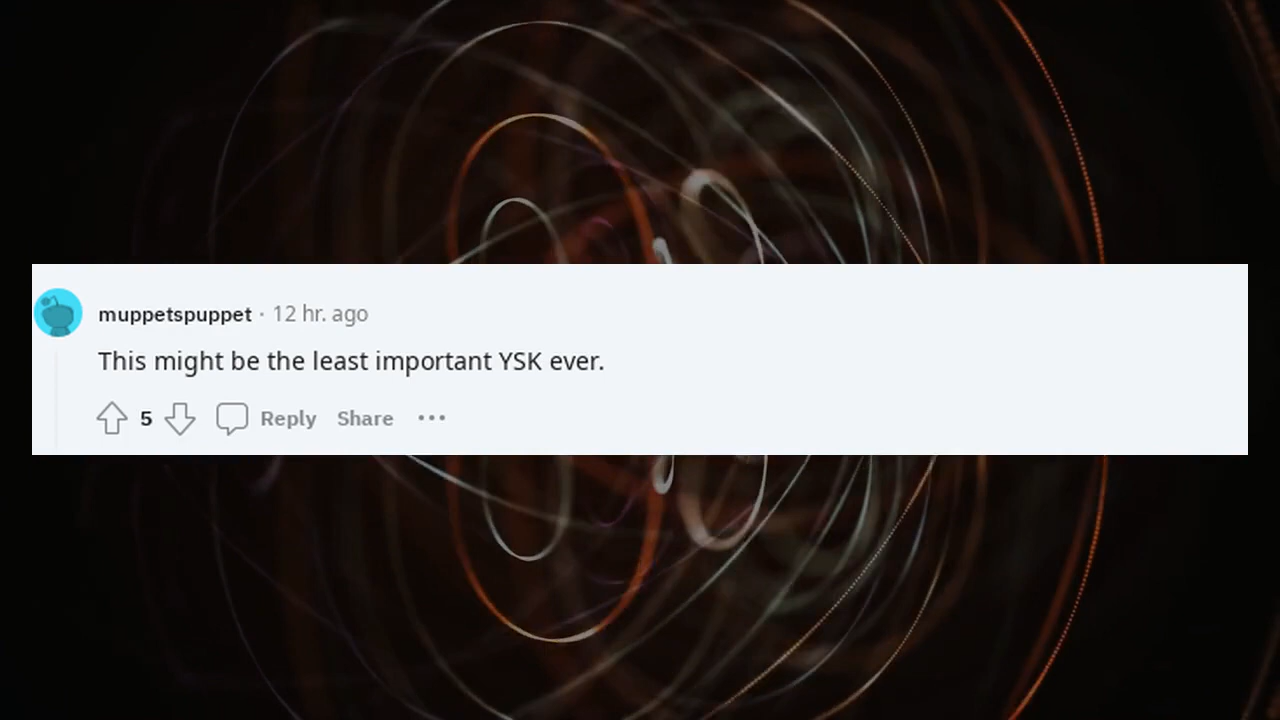 muppetspuppet · 12 hr. ago
This might be the least important YSK ever.
5 Reply Share ···